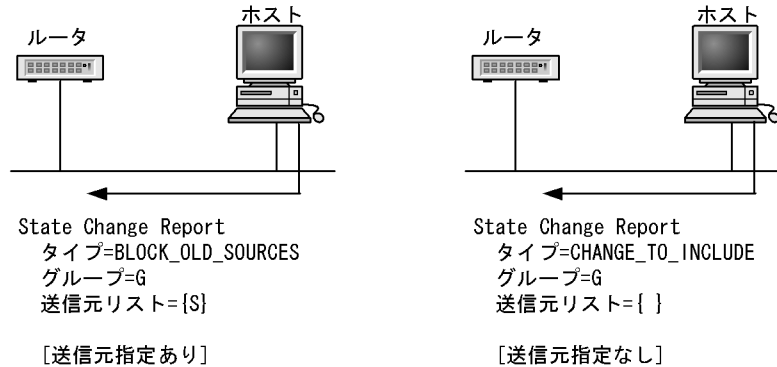 ホスト
ルータ
State Change Report
タイプ=BLOCK_OLD_SOURCES
グループ=G
送信元リスト={S}
[送信元指定あり]
ホスト
ルータ
State Change Report
タイプ=CHANGE_TO_INCLUDE
グループ=G
送信元リスト={ }
[送信元指定なし]